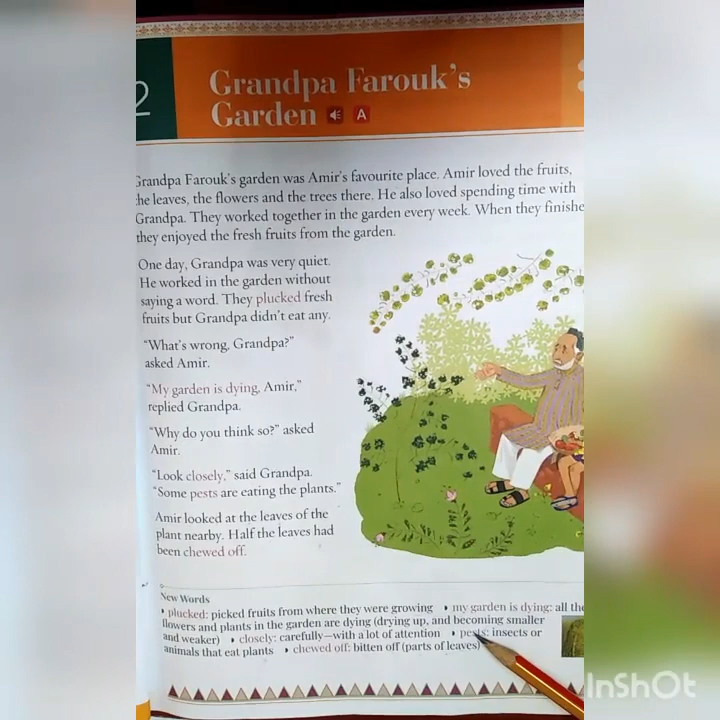 2
Grandpa Farouk's
Garden
A
Grandpa Farouk's garden was Amir's favourite place. Amir loved the fruits,
the leaves, the flowers and the trees there. He also loved spending time with
Grandpa. They worked together in the garden every week. When they finishe
they enjoyed the fresh fruits from the garden.
One day, Grandpa was very quiet.
He worked in the garden without
saying a word. They plucked fresh
fruits but Grandpa didn't eat any.
"What's wrong, Grandpa?"
asked Amir.
"My garden is dying, Amir,"
replied Grandpa.
"Why do you think so?" asked
Amir.
"Look closely," said Grandpa.
"Some pests are eating the plants."
Amir looked at the leaves of the
plant nearby. Half the leaves had
been chewed off.
New Words
• plucked: picked fruits from where they were growing • my garden is dying: all the
flowers and plants in the garden are dying (drying up, and becoming smaller
and weaker) • closely: carefully—with a lot of attention • pests: insects or
animals that eat plants • chewed off: bitten off (parts of leaves)
InShOt